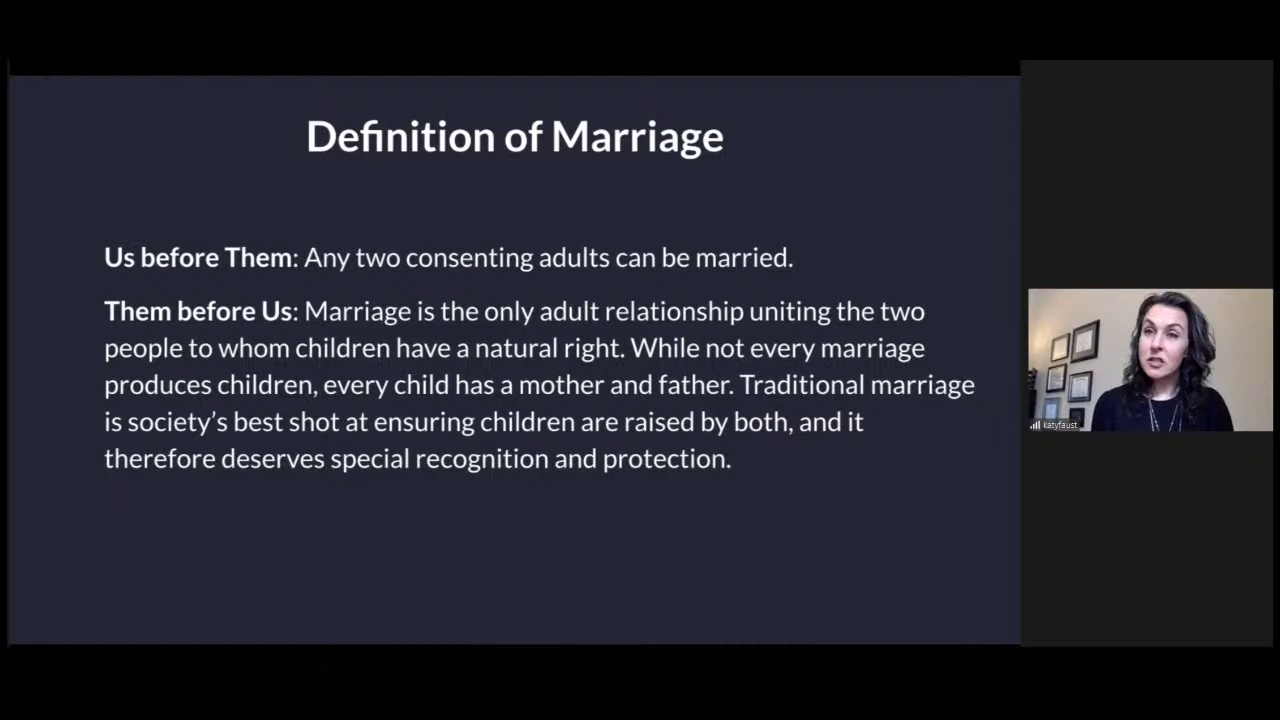 Definition of Marriage
Us before Them: Any two consenting adults can be married.
Them before Us: Marriage is the only adult relationship uniting the two
people to whom children have a natural right. While not every marriage
produces children, every child has a mother and father. Traditional marriage
is society’s best shot at ensuring children are raised by both, and it
therefore deserves special recognition and protection.
katyfaust